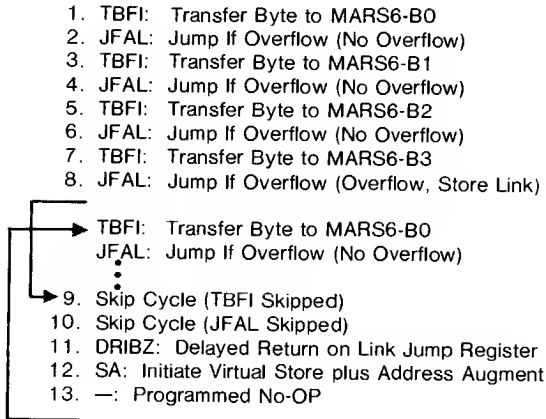 1. TBFI: Transfer Byte to MARS6-B0
2. JFAL: Jump If Overflow (No Overflow)
3. TBFI: Transfer Byte to MARS6-B1
4. JFAL: Jump If Overflow (No Overflow)
5. TBFI: Transfer Byte to MARS6-B2
6. JFAL: Jump If Overflow (No Overflow)
7. TBFI: Transfer Byte to MARS6-B3
8. JFAL: Jump If Overflow (Overflow, Store Link)
TBFI: Transfer Byte to MARS6-B0
JFAL: Jump If Overflow (No Overflow)
9. Skip Cycle (TBFI Skipped)
10. Skip Cycle (JFAL Skipped)
11. DRIBZ: Delayed Return on Link Jump Register
12. SA: Initiate Virtual Store plus Address Augment
13. —: Programmed No-OP